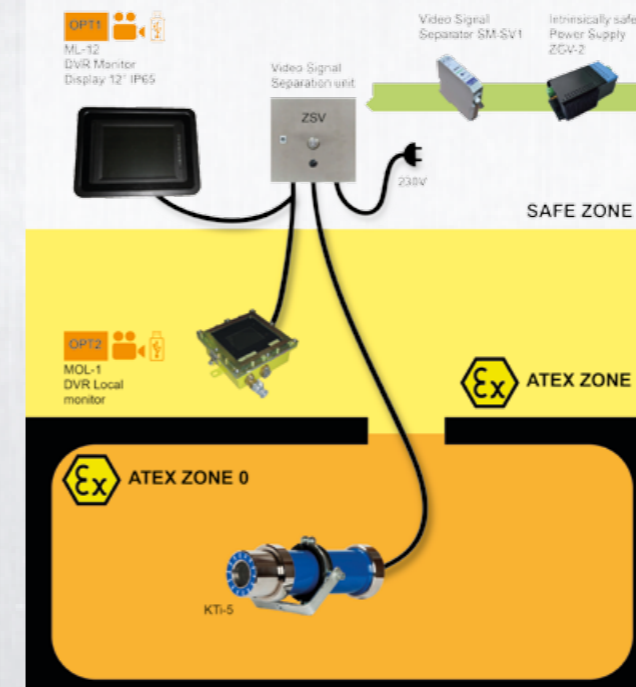 OPT1
ML-12
DVR Monitor
Display 12" IP65
Video Signal
Separation unit
ZSV
Video Signal
Separator SM-SV1
Intrinsically safe
Power Supply
ZGV-2
230V
SAFE ZONE
OPT2
MOL-1
DVR Local
monitor
Ex ATEX ZONE
Ex ATEX ZONE 0
KTi-5